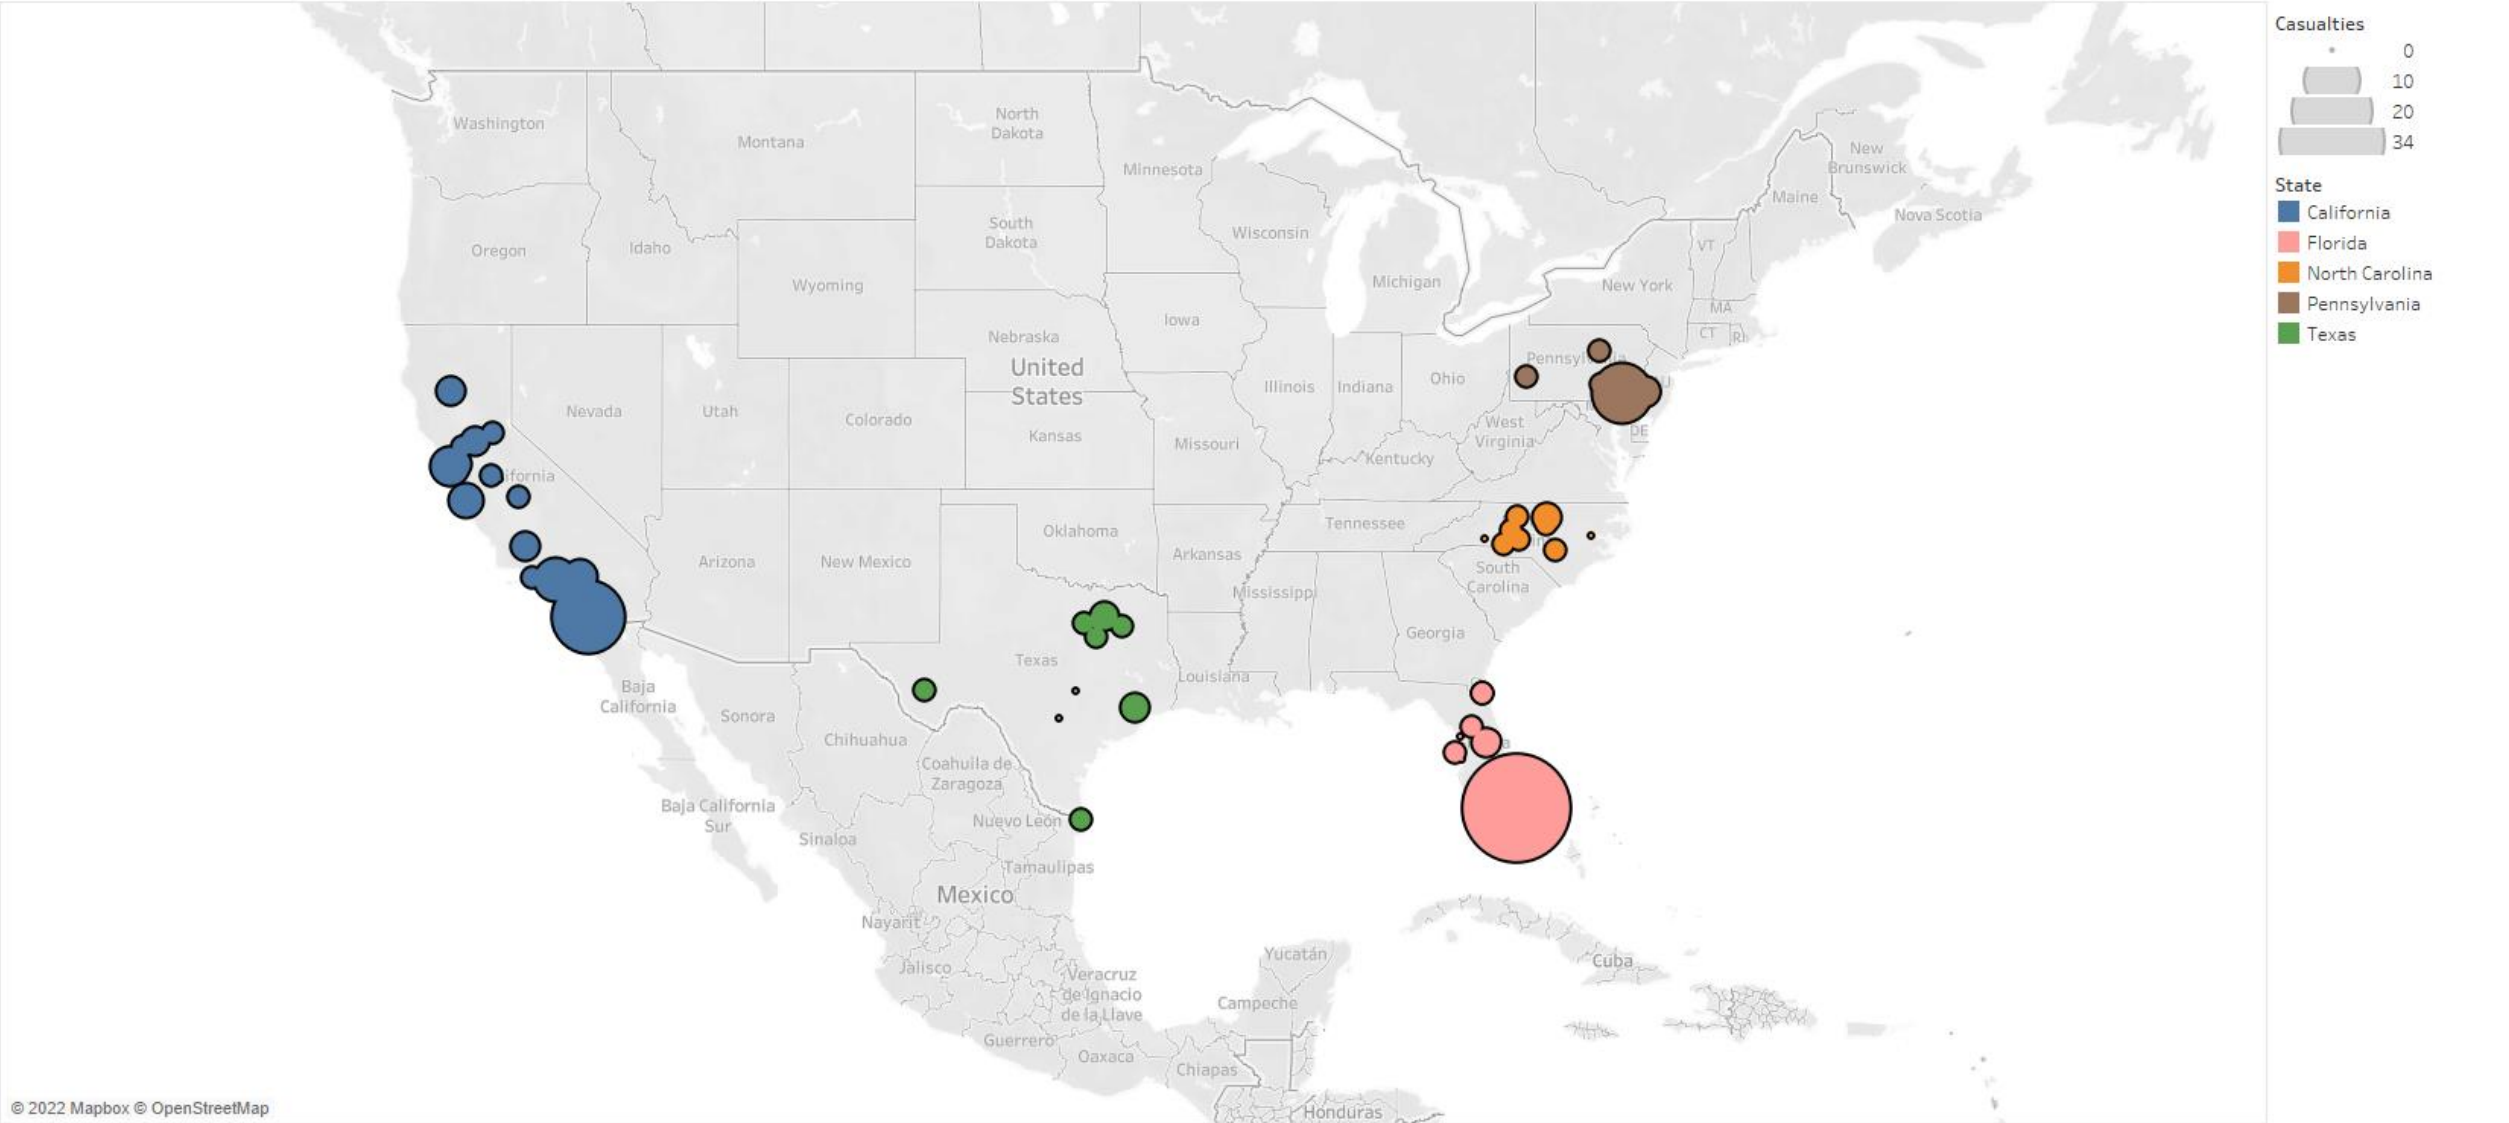 Washington
Montana
North
Dakota
Minnesota
Oregon
Idaho
South
Dakota
Wisconsin
Wyoming
Michigan
New York
VT
Maine
New
Brunswick
Nova Scotia
MA
CT
RI
Iowa
Nebraska
United
States
Illinois
Indiana
Ohio
Nevada
Utah
Colorado
Kansas
Missouri
West
Virginia
DE
Kentucky
ifornia
Oklahoma
Tennessee
Arkansas
Arizona
New Mexico
South
Carolina
Mississippi
Georgia
Texas
Louisiana
Baja
California
Sonora
Chihuahua
Coahuila de
Zaragoza
Baja California
Sur
Sinaloa
Nuevo León
Tamaulipas
Mexico
Nayarit
Jalisco
Veracruz
de Ignacio
de la Llave
Yucatán
Campeche
Cuba
Guerrero
Oaxaca
Chiapas
Honduras
© 2022 Mapbox © OpenStreetMap
Casualties
0
10
20
34
State
California
Florida
North Carolina
Pennsylvania
Texas